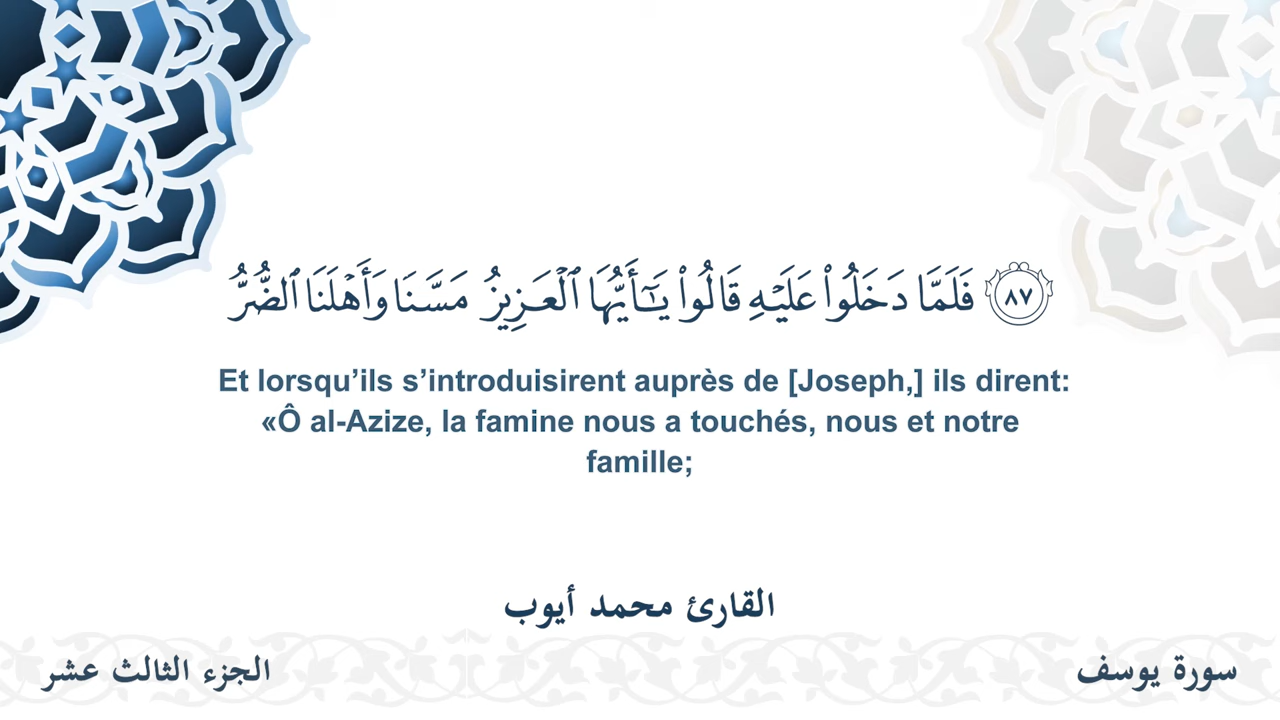 ٨٧ فَلَمَّا دَخَلُوا۟ عَلَيْهِ قَالُوا۟ يَـٰٓأَيُّهَا ٱلْعَزِيزُ مَسَّنَا وَأَهْلَنَا ٱلضُّرُّ
Et lorsqu’ils s’introduisirent auprès de [Joseph,] ils dirent:
«Ô al-Azize, la famine nous a touchés, nous et notre
famille;
القارئ محمد أيوب
سورة يوسف
الجزء الثالث عشر